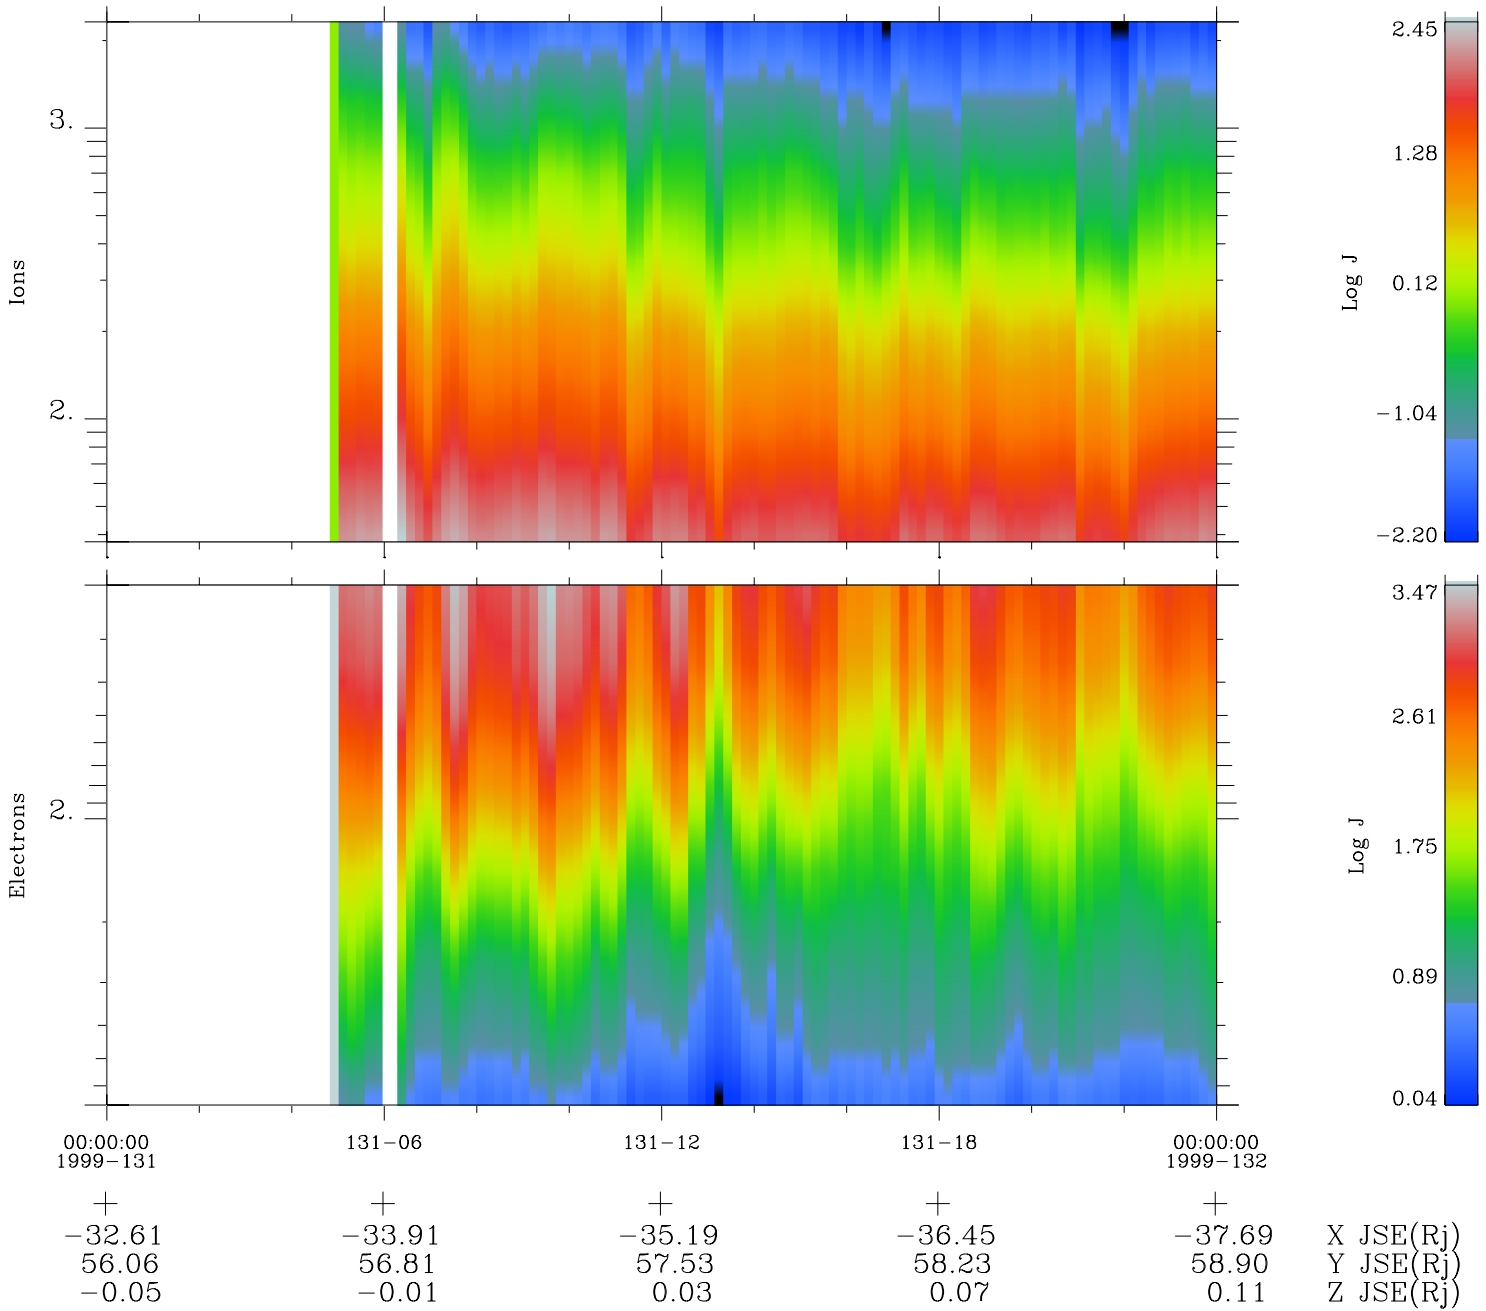 3.
2.
Ions
2.45
1.28
0.12
−1.04
−2.20
Log J
2.
Electrons
3.47
2.61
1.75
0.89
0.04
Log J
00:00:00 131−06 131−12 131−18 00:00:00
1999−131 1999−132
−32.61 −33.91 −35.19 −36.45 −37.69 X JSE(Rj)
56.06 56.81 57.53 58.23 58.90 Y JSE(Rj)
−0.05 −0.01 0.03 0.07 0.11 Z JSE(Rj)